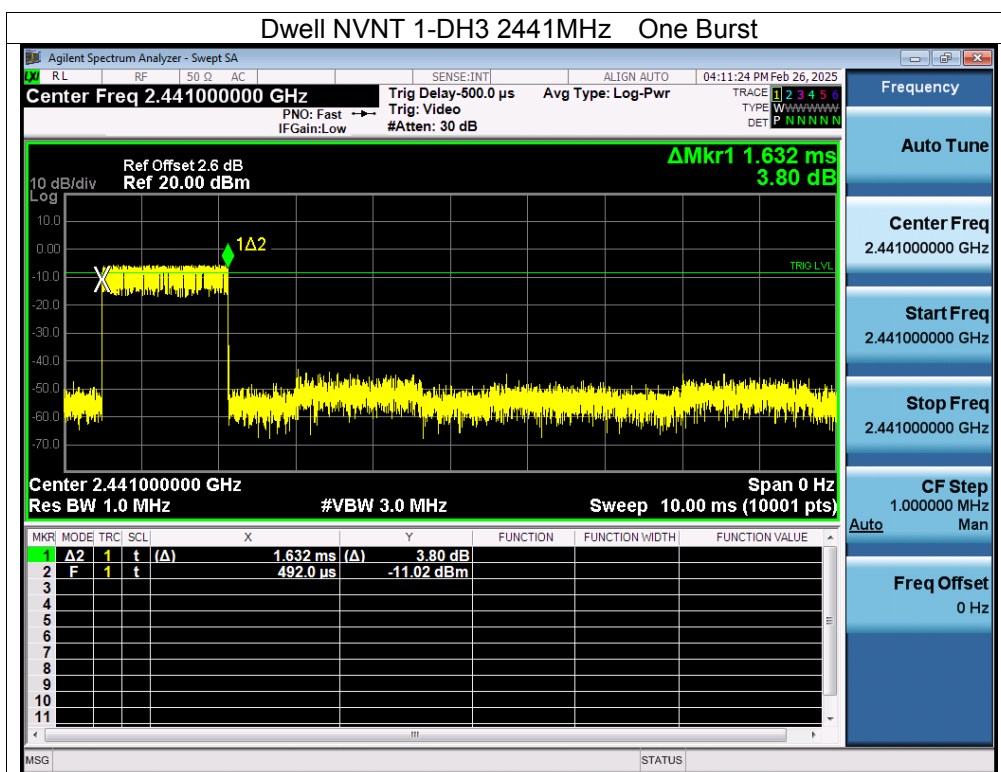 Dwell NVNT 1-DH3 2441MHz One Burst
Agilent Spectrum Analyzer - Swept SA
LXI RL RF 50 Ω AC SENSE:INT ALIGN AUTO 04:11:24 PM Feb 26, 2025
Center Freq 2.441000000 GHz Trig Delay-500.0 µs Avg Type: Log-Pwr TRACE 1 2 3 4 5 6
PNO: Fast Trig: Video TYPE WWWWWW
IFGain:Low #Atten: 30 dB DET P N N N N N
Frequency
Auto Tune
Center Freq
2.441000000 GHz
Start Freq
2.441000000 GHz
Stop Freq
2.441000000 GHz
CF Step
1.000000 MHz
Auto Man
Freq Offset
0 Hz
ΔMkr1 1.632 ms
3.80 dB
Ref Offset 2.6 dB
10 dB/div Ref 20.00 dBm
Log
10.0
0.00
-10.0
-20.0
-30.0
-40.0
-50.0
-60.0
-70.0
1Δ2
TRIG LVL
X
Center 2.441000000 GHz Span 0 Hz
Res BW 1.0 MHz #VBW 3.0 MHz Sweep 10.00 ms (10001 pts)
MKR MODE TRC SCL X Y FUNCTION FUNCTION WIDTH FUNCTION VALUE
1 Δ2 1 t (Δ) 1.632 ms (Δ) 3.80 dB
2 F 1 t 492.0 µs -11.02 dBm
3
4
5
6
7
8
9
10
11
MSG STATUS